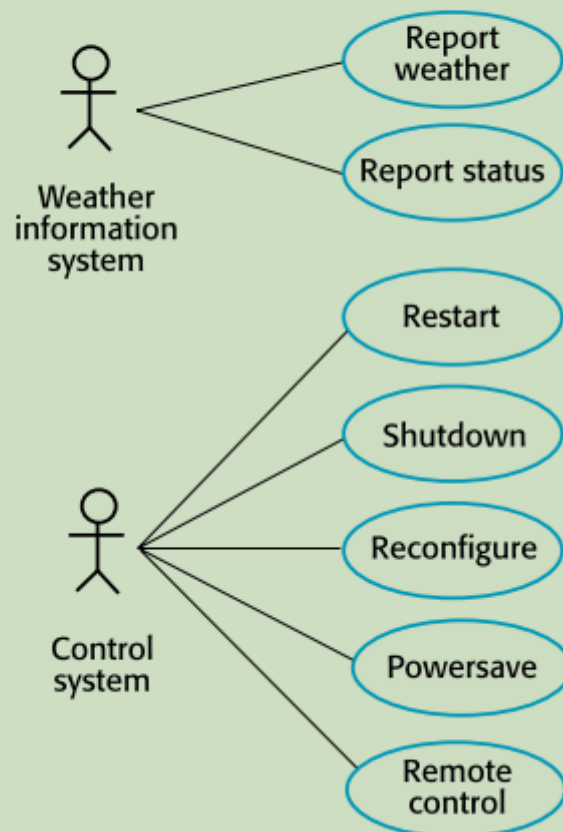 Report
weather
Report status
Weather
information
system
Restart
Shutdown
Reconfigure
Control
system
Powersave
Remote
control